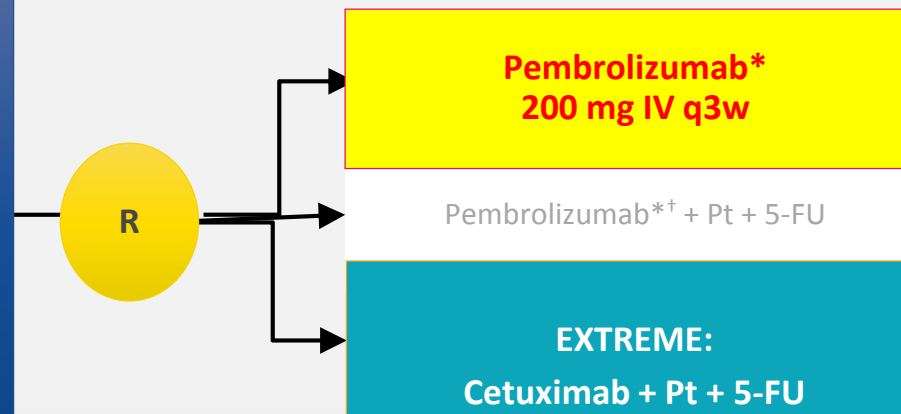 Pembrolizumab*
200 mg IV q3w
R
Pembrolizumab*† + Pt + 5-FU
EXTREME:
Cetuximab + Pt + 5-FU